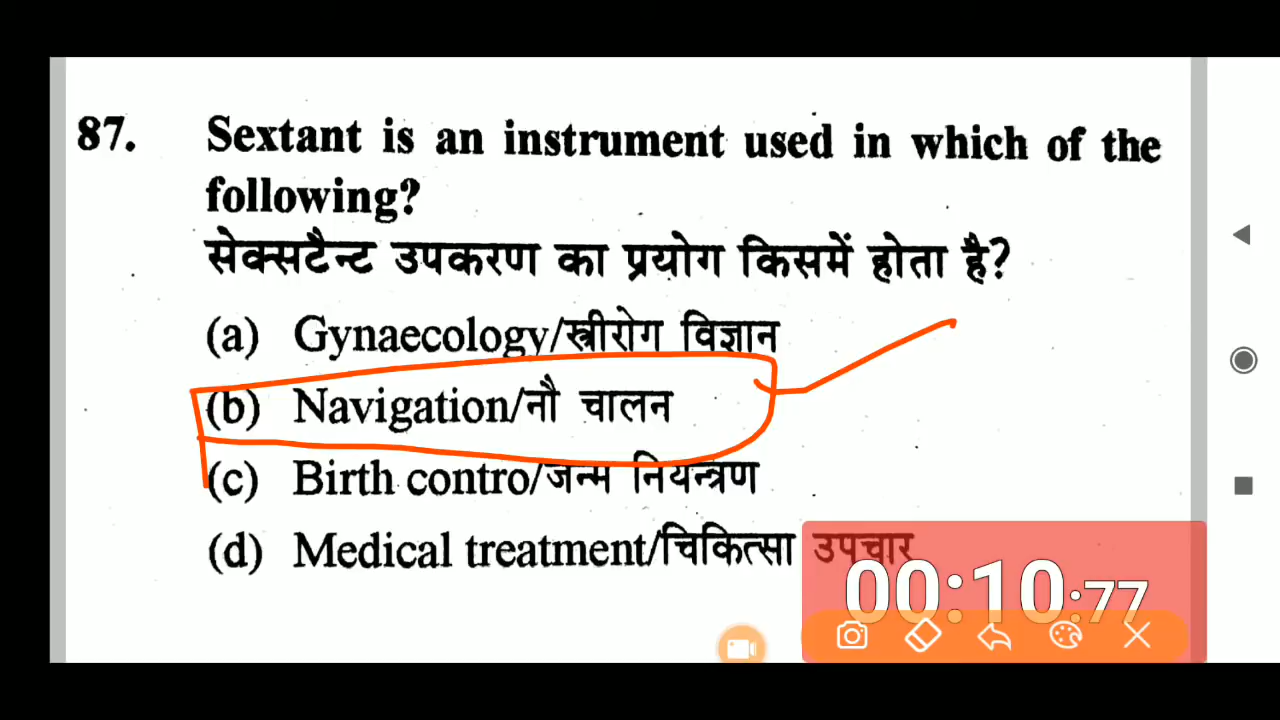 87. Sextant is an instrument used in which of the
following?
सेक्सटैन्ट उपकरण का प्रयोग किसमें होता है?
(a) Gynaecology/स्त्रीरोग विज्ञान
(b) Navigation/नौ चालन
(c) Birth contro/जन्म नियन्त्रण
(d) Medical treatment/चिकित्सा उपचार
00:10:77